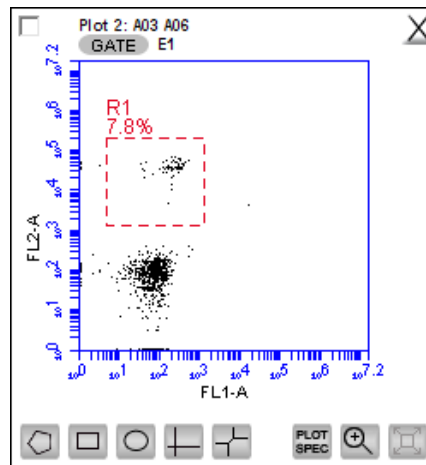 Plot 2: A03 A06
GATE E1
X
R1
7.8%
FL2-A
10^7.2
10^6
10^5
10^4
10^3
10^2
10^1
10^0
10^0 10^1 10^2 10^3 10^4 10^5 10^6 10^7.2
FL1-A
PLOT
SPEC